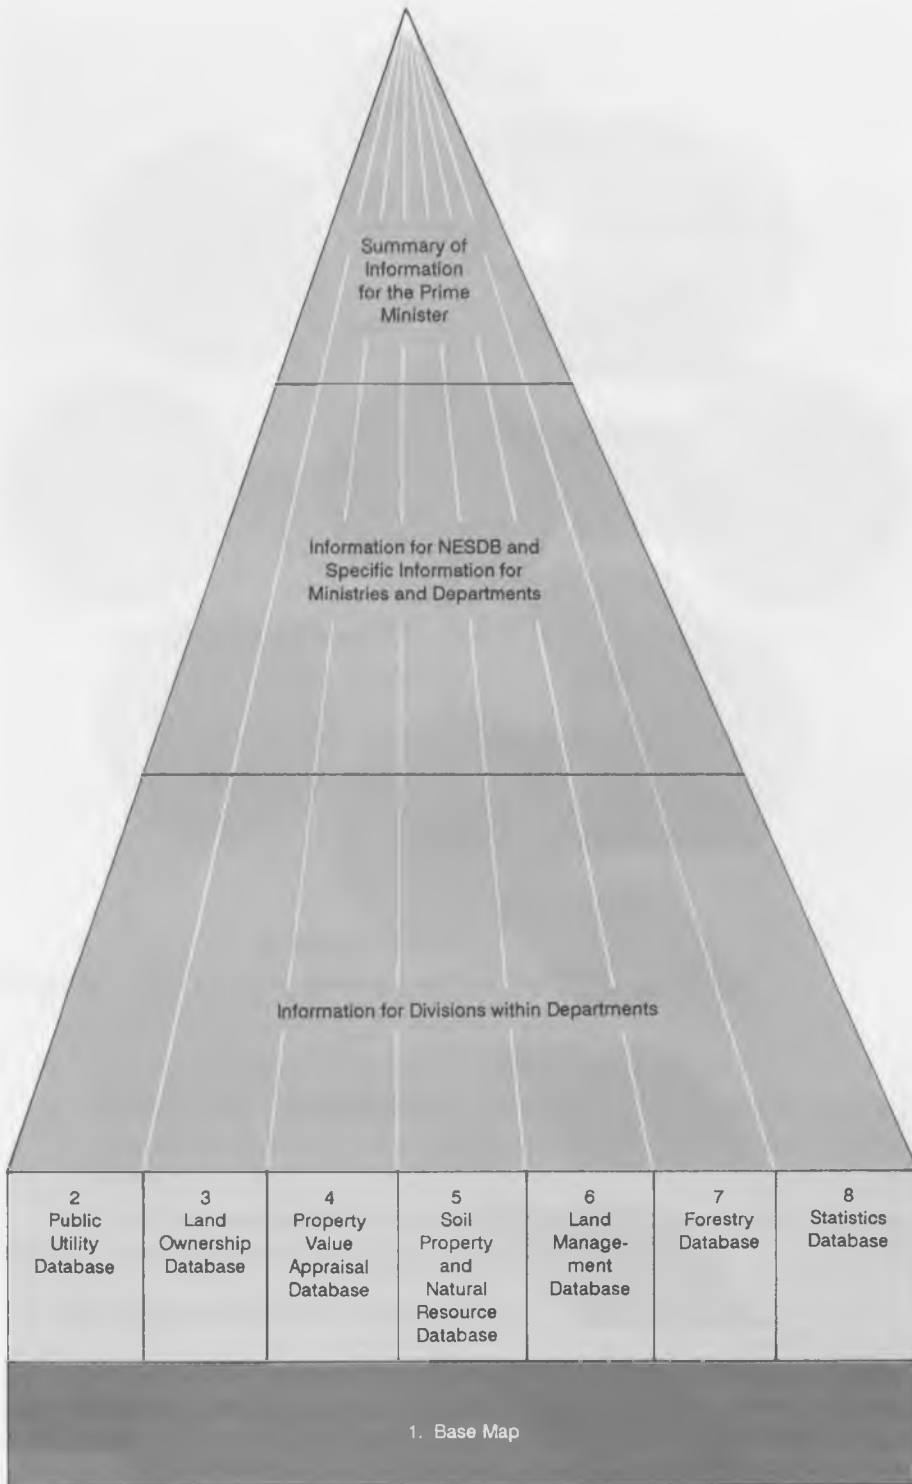 Summary of
Information
for the Prime
Minister
Information for NESDB and
Specific Information for
Ministries and Departments
Information for Divisions within Departments
2
Public
Utility
Database
3
Land
Ownership
Database
4
Property
Value
Appraisal
Database
5
Soil
Property
and
Natural
Resource
Database
6
Land
Manage-
ment
Database
7
Forestry
Database
8
Statistics
Database
1. Base Map